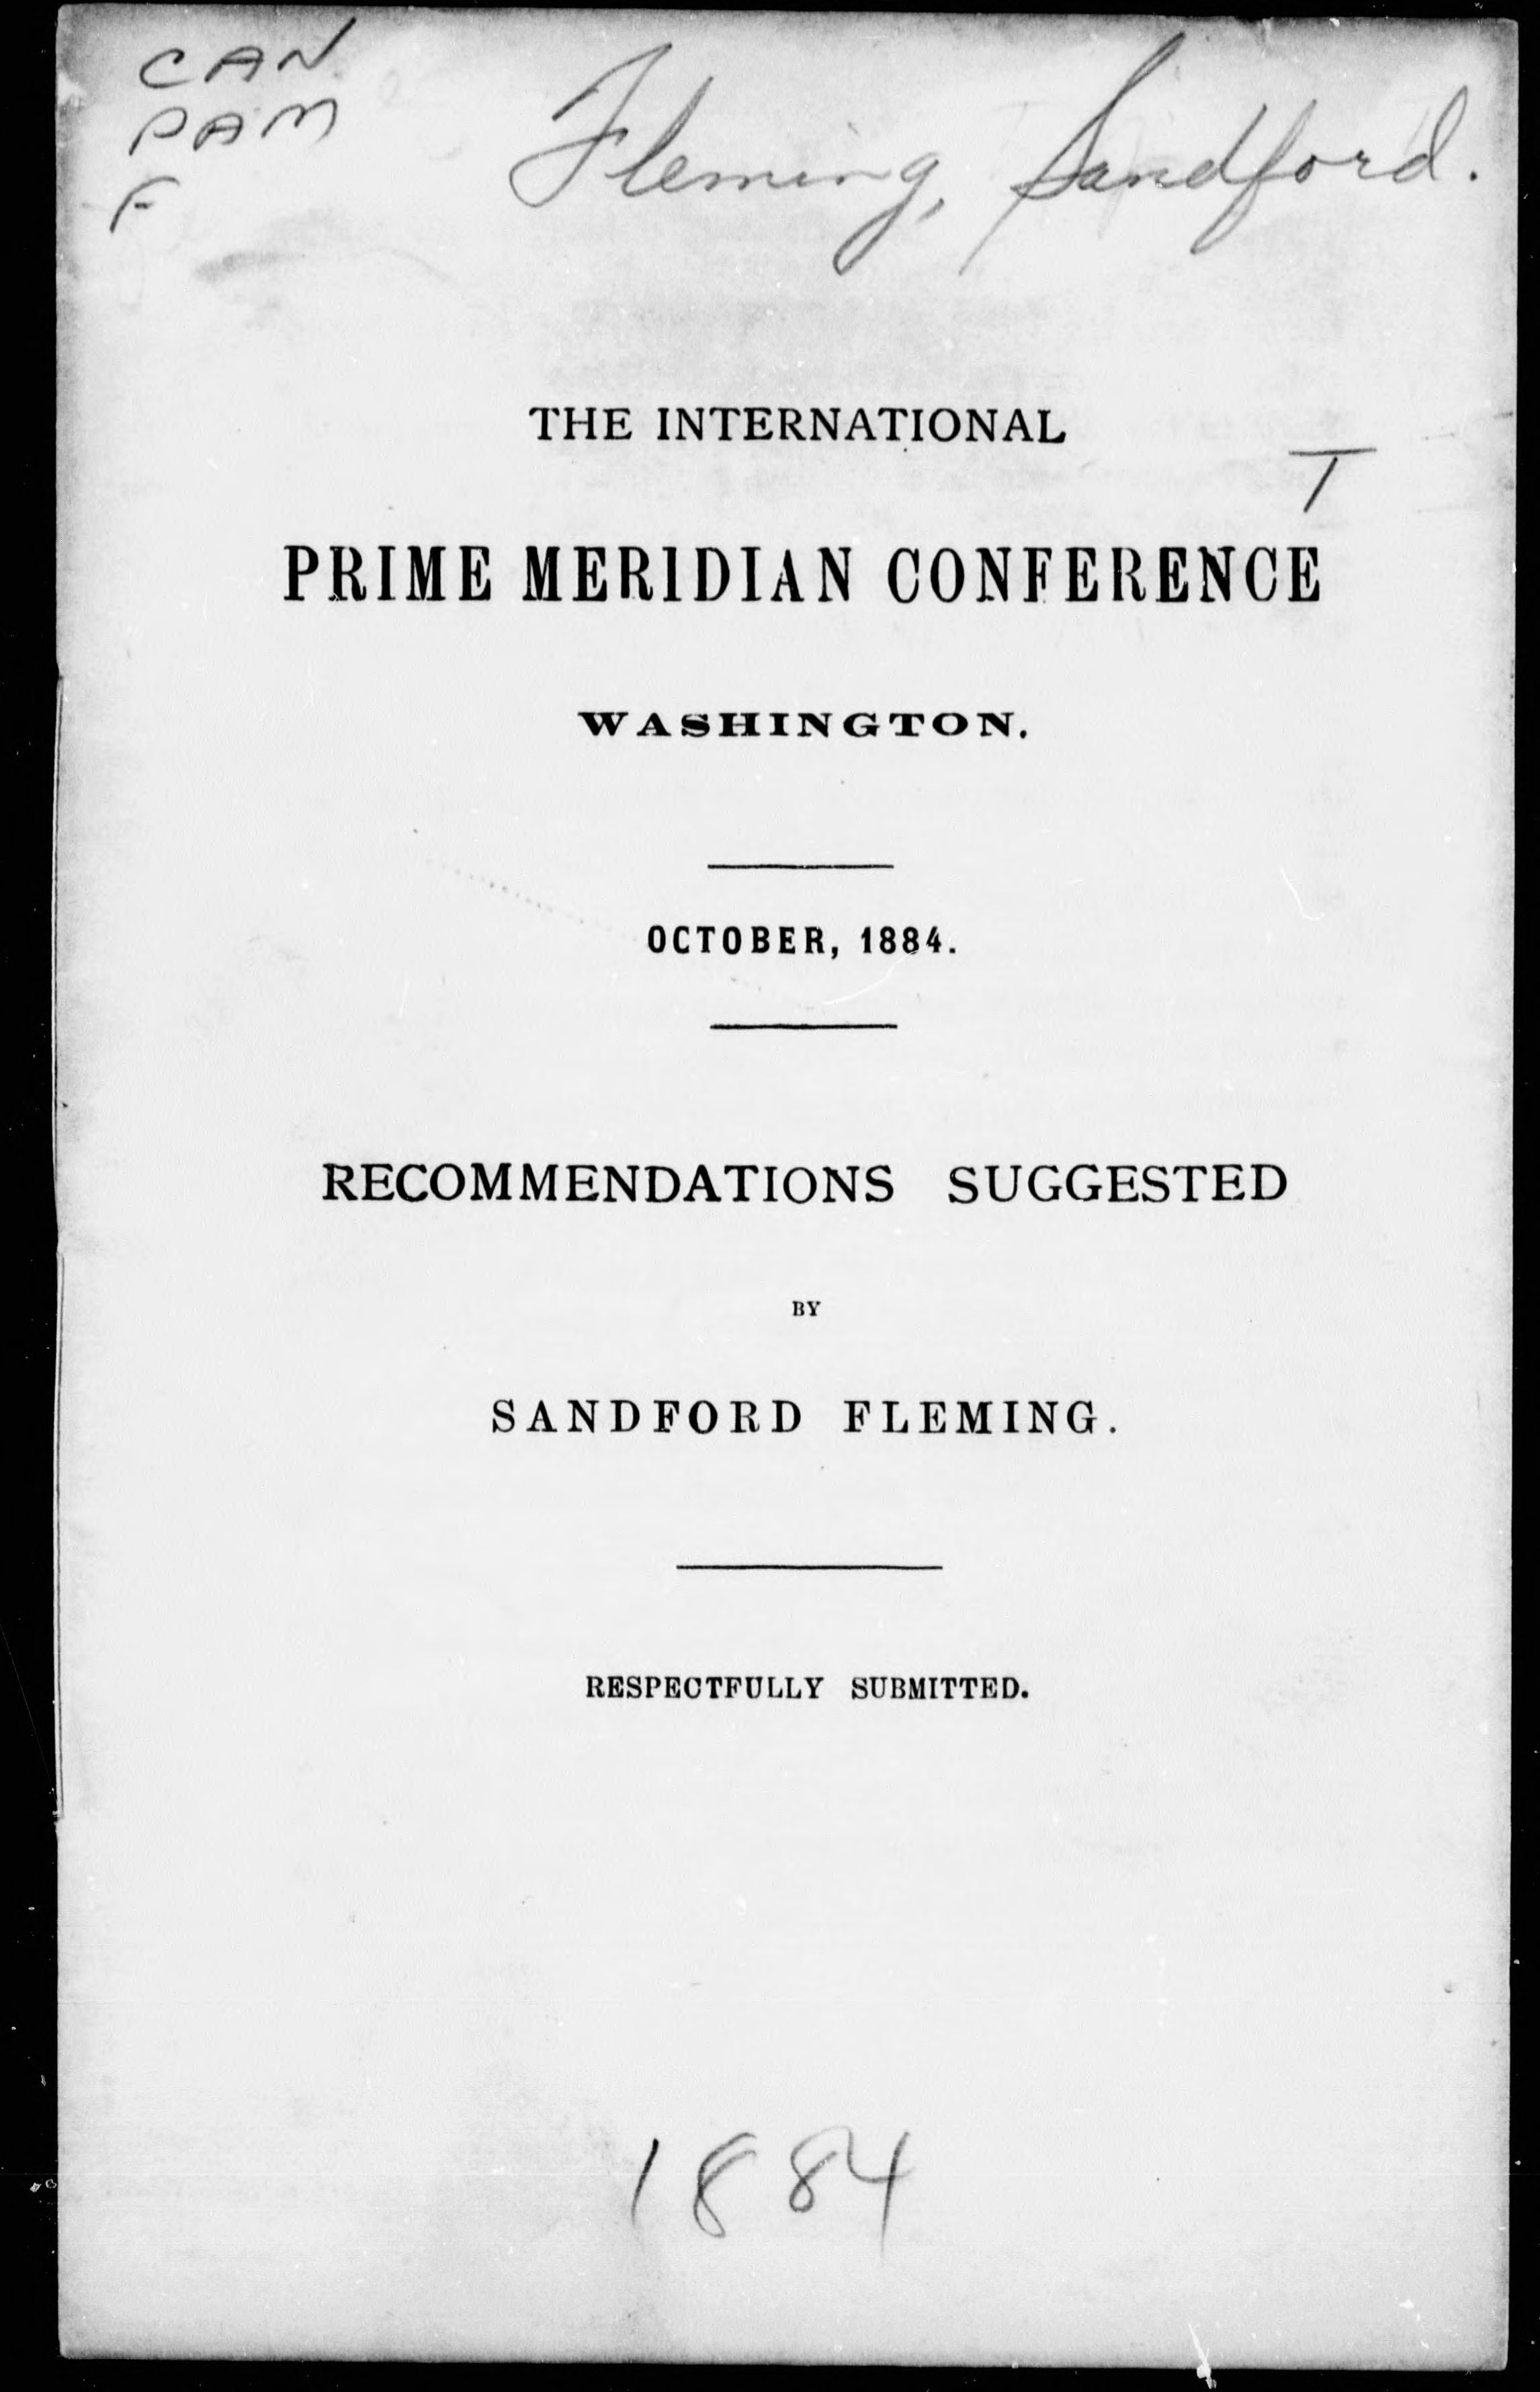 CAN
PAM
F
Fleming, Sandford.
THE INTERNATIONAL
T
PRIME MERIDIAN CONFERENCE
WASHINGTON.
OCTOBER, 1884.
RECOMMENDATIONS SUGGESTED
BY
SANDFORD FLEMING.
RESPECTFULLY SUBMITTED.
1884